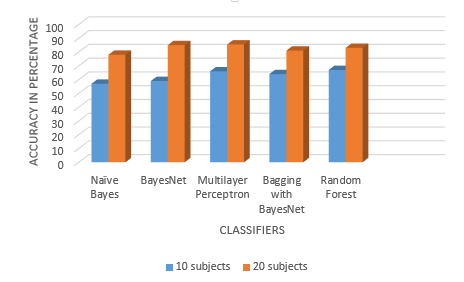 ACCURACY IN PERCENTAGE
100
90
80
70
60
50
40
30
20
10
0
Naïve
Bayes
BayesNet
Multilayer
Perceptron
Bagging
with
BayesNet
Random
Forest
CLASSIFIERS
10 subjects
20 subjects